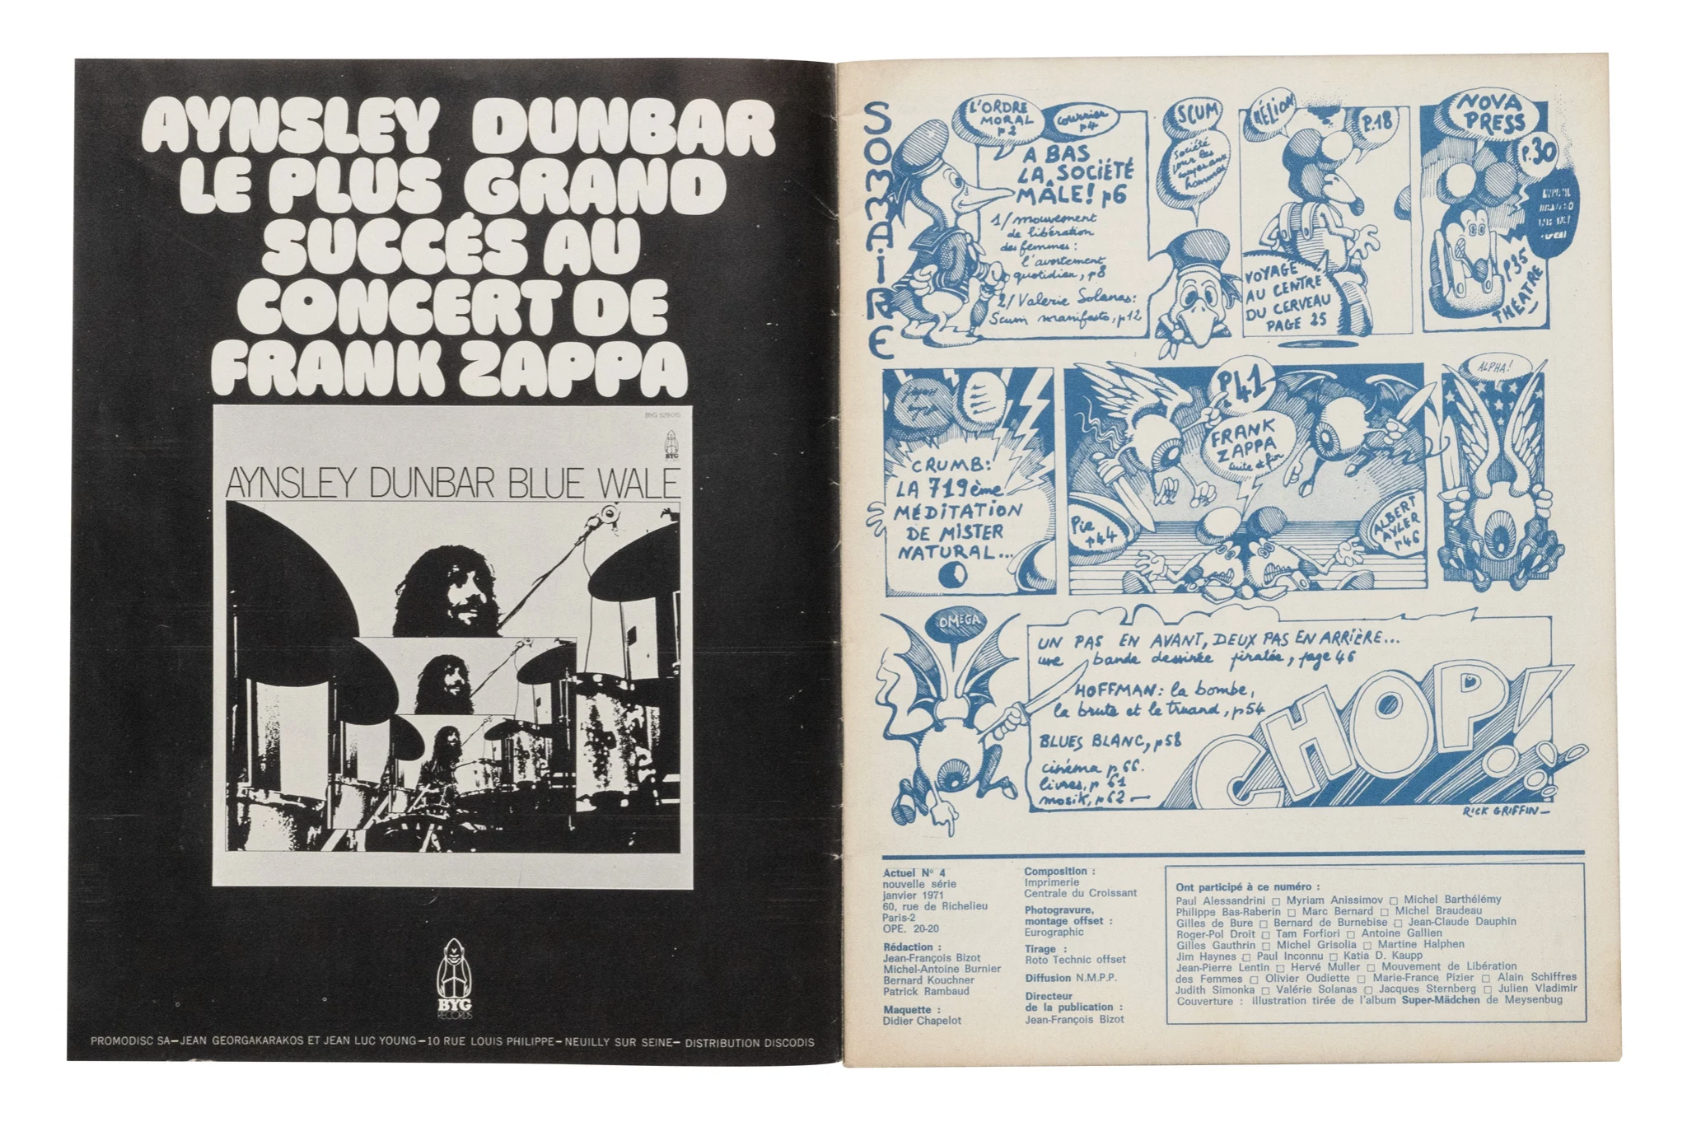 AYNSLEY DUNBAR
LE PLUS GRAND
SUCCÉS AU
CONCERT DE
FRANK ZAPPA
BYG
AYNSLEY DUNBAR BLUE WALE
BYG
RECORDS
PROMODISC SA—JEAN GEORGAKARAKOS ET JEAN LUC YOUNG—10 RUE LOUIS PHILIPPE—NEUILLY SUR SEINE— DISTRIBUTION DISCODIS
SOMMAIRE
L'ORDRE
MORAL
p2
courrier
p4
A BAS
LA SOCIÉTÉ
MÂLE! p6
1/ mouvement
de libération
des femmes:
l'avortement
quotidien, p8
2/ Valerie Solanas:
Scum manifesto, p12
SCUM
Société
hommes
HÉLION
P.18
VOYAGE
AU CENTRE
DU CERVEAU
PAGE 25
NOVA
PRESS
P.30
P35
THÉATRE
CRUMB:
LA 719ème
MÉDITATION
DE MISTER
NATURAL...
P41
FRANK
ZAPPA
suite et fin
P44
ALBERT
AYLER
P46
ALPHA!
OMEGA
UN PAS EN AVANT, DEUX PAS EN ARRIÈRE...
une bande dessinée piratée, page 46
HOFFMAN: la bombe,
la brute et le truand, p54
BLUES BLANC, p58
cinéma p 66.
livres, p 61
mosik, p62 —
CHOP!
RICK GRIFFIN—
Actuel N° 4
nouvelle série
janvier 1971
60, rue de Richelieu
Paris-2
OPE. 20-20
Rédaction :
Jean-François Bizot
Michel-Antoine Burnier
Bernard Kouchner
Patrick Rambaud
Maquette :
Didier Chapelot
Composition :
Imprimerie
Centrale du Croissant
Photogravure,
montage offset :
Eurographic
Tirage :
Roto Technic offset
Diffusion N.M.P.P.
Directeur
de la publication :
Jean-François Bizot
Ont participé à ce numéro :
Paul Alessandrini □ Myriam Anissimov □ Michel Barthélémy
Philippe Bas-Raberin □ Marc Bernard □ Michel Braudeau
Gilles de Bure □ Bernard de Burnebise □ Jean-Claude Dauphin
Roger-Pol Droit □ Tam Forfiori □ Antoine Gallien
Gilles Gauthrin □ Michel Grisolia □ Martine Halphen
Jim Haynes □ Paul Inconnu □ Katia D. Kaupp
Jean-Pierre Lentin □ Hervé Muller □ Mouvement de Libération
des Femmes □ Olivier Oudiette □ Marie-France Pizier □ Alain Schiffres
Judith Simonka □ Valérie Solanas □ Jacques Sternberg □ Julien Vladimir
Couverture : illustration tirée de l'album Super-Mädchen de Meysenbug